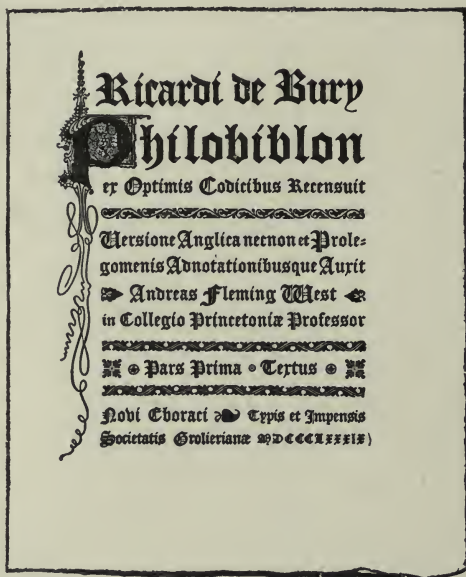 Ricardi de Bury
Philobiblon
ex Optimis Codicibus Recensuit
Versione Anglica necnon et Prole=
gomenis Adnotationibusque Auxit
Andreas Fleming West
in Collegio Princetoniæ Professor
Pars Prima Textus
Novi Eboraci Typis et Impensis
Societatis Grolierianæ MDCCCLXXXIX